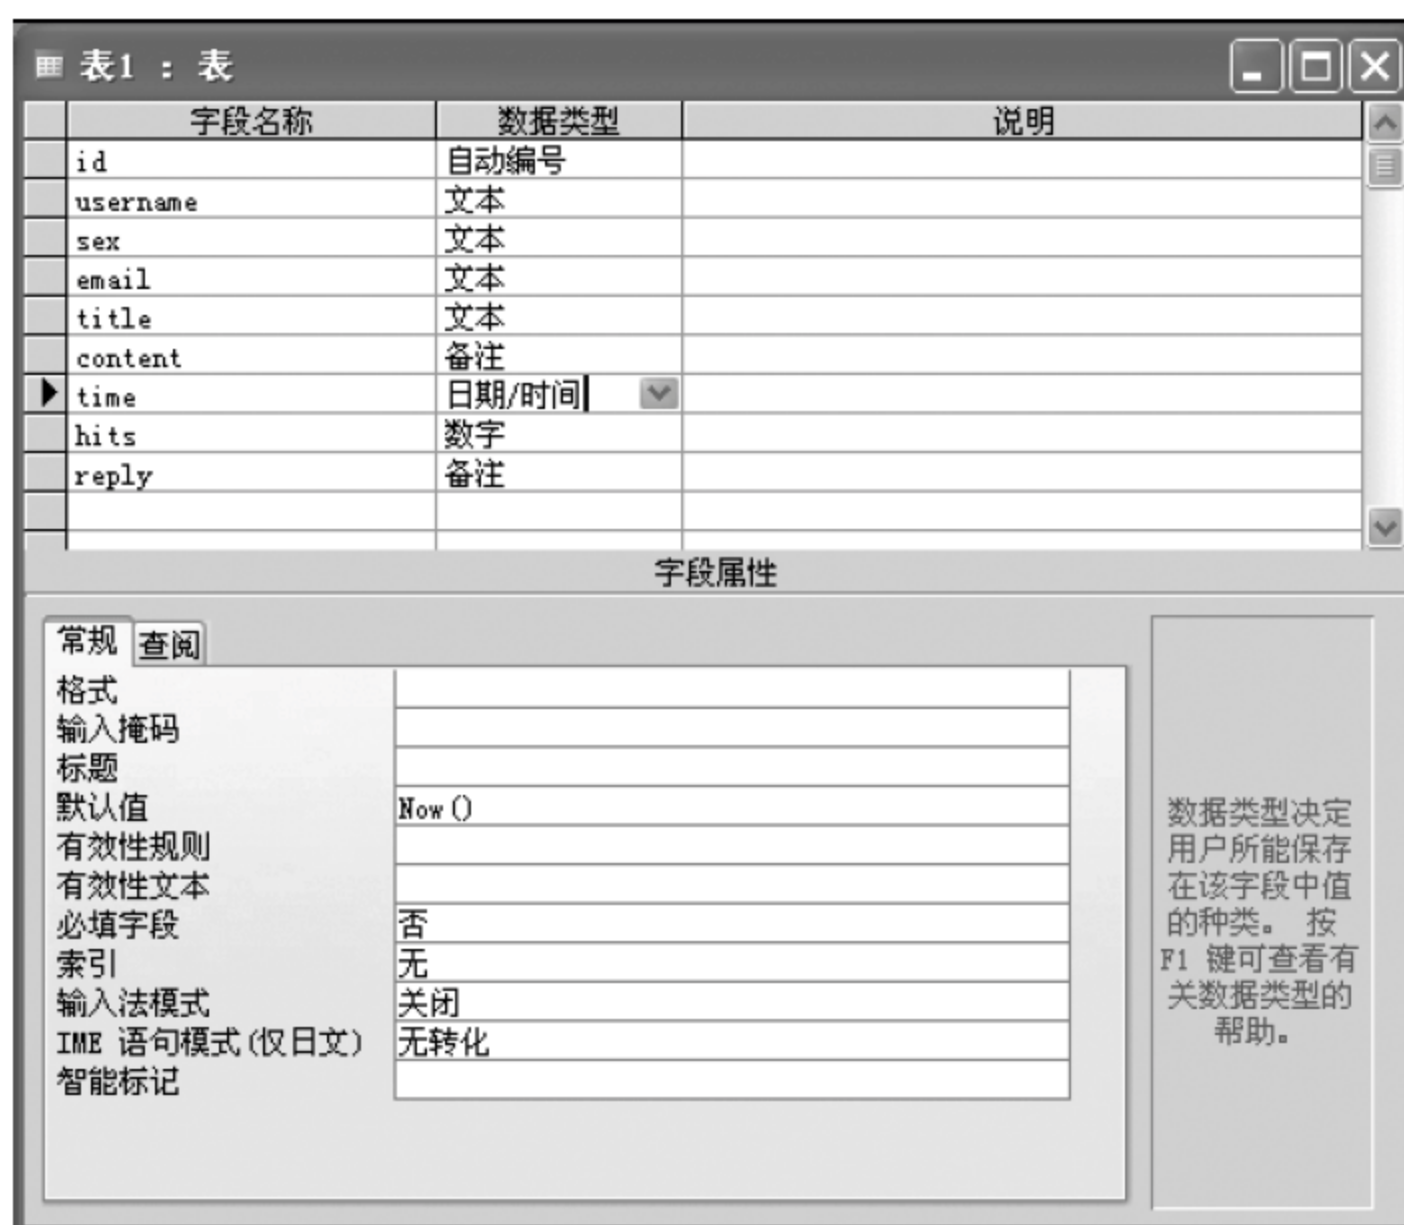 表1 : 表
字段名称 数据类型 说明
id 自动编号
username 文本
sex 文本
email 文本
title 文本
content 备注
time 日期/时间
hits 数字
reply 备注
字段属性
常规 查阅
格式
输入掩码
标题
默认值 Now()
有效性规则
有效性文本
必填字段 否
索引 无
输入法模式 关闭
IME 语句模式(仅日文) 无转化
智能标记
数据类型决定
用户所能保存
在该字段中值
的种类。 按
F1 键可查看有
关数据类型的
帮助。